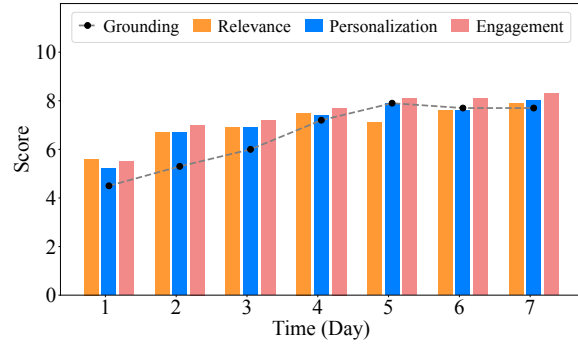 Grounding Relevance Personalization Engagement
10
8
6
4
2
0
Score
1 2 3 4 5 6 7
Time (Day)